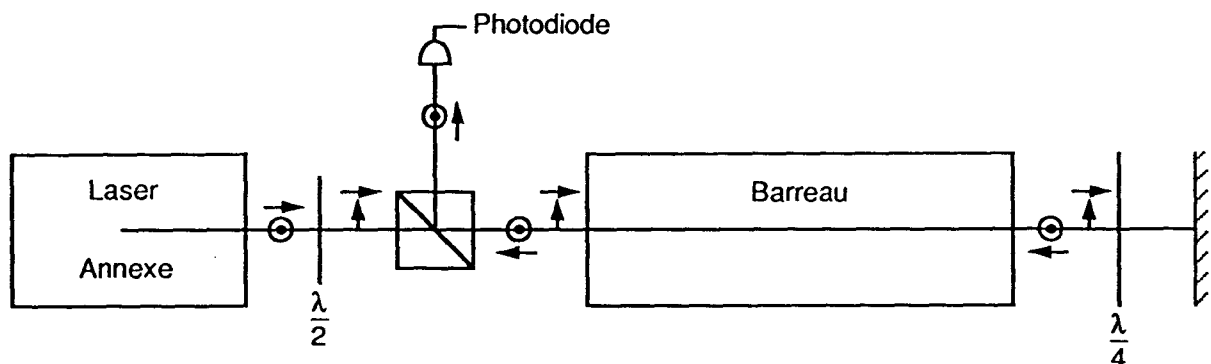 Photodiode
Laser
Annexe
Barreau
λ/2
λ/4